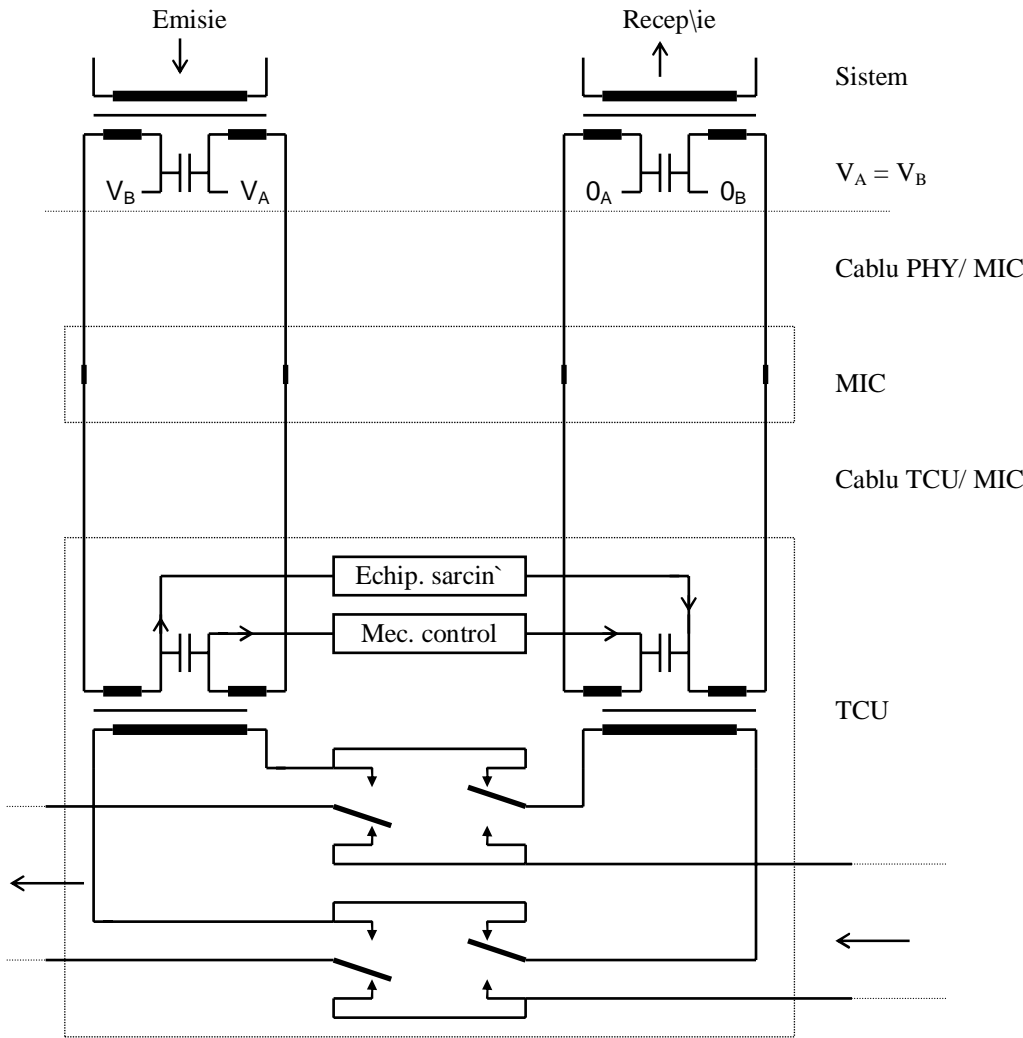 Emisie
Recep\ie
Sistem
V_B
V_A
0_A
0_B
V_A = V_B
Cablu PHY/ MIC
MIC
Cablu TCU/ MIC
Echip. sarcin`
Mec. control
TCU